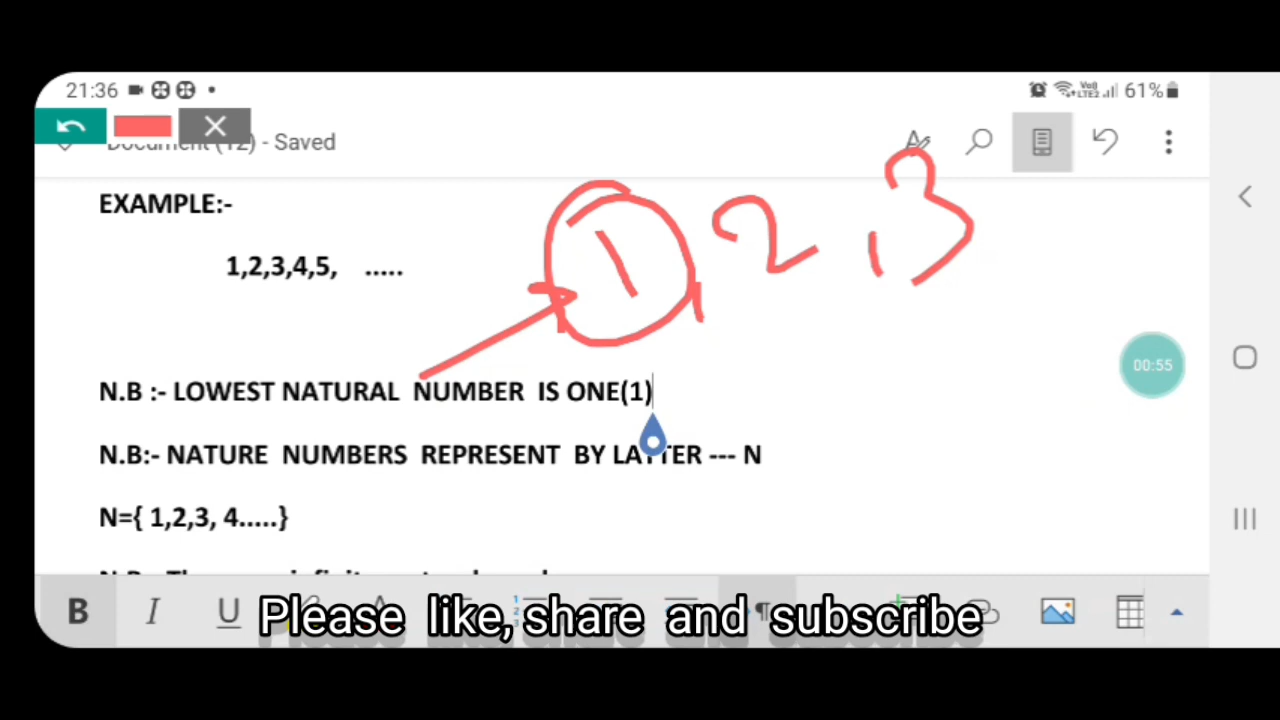 21:36 61%
Document (12) - Saved
EXAMPLE:-
1,2,3,4,5, .....
1, 2, 3
00:55
N.B :- LOWEST NATURAL NUMBER IS ONE(1)
N.B:- NATURE NUMBERS REPRESENT BY LATTER --- N
N={ 1,2,3, 4.....}
B I U
Please like, share and subscribe